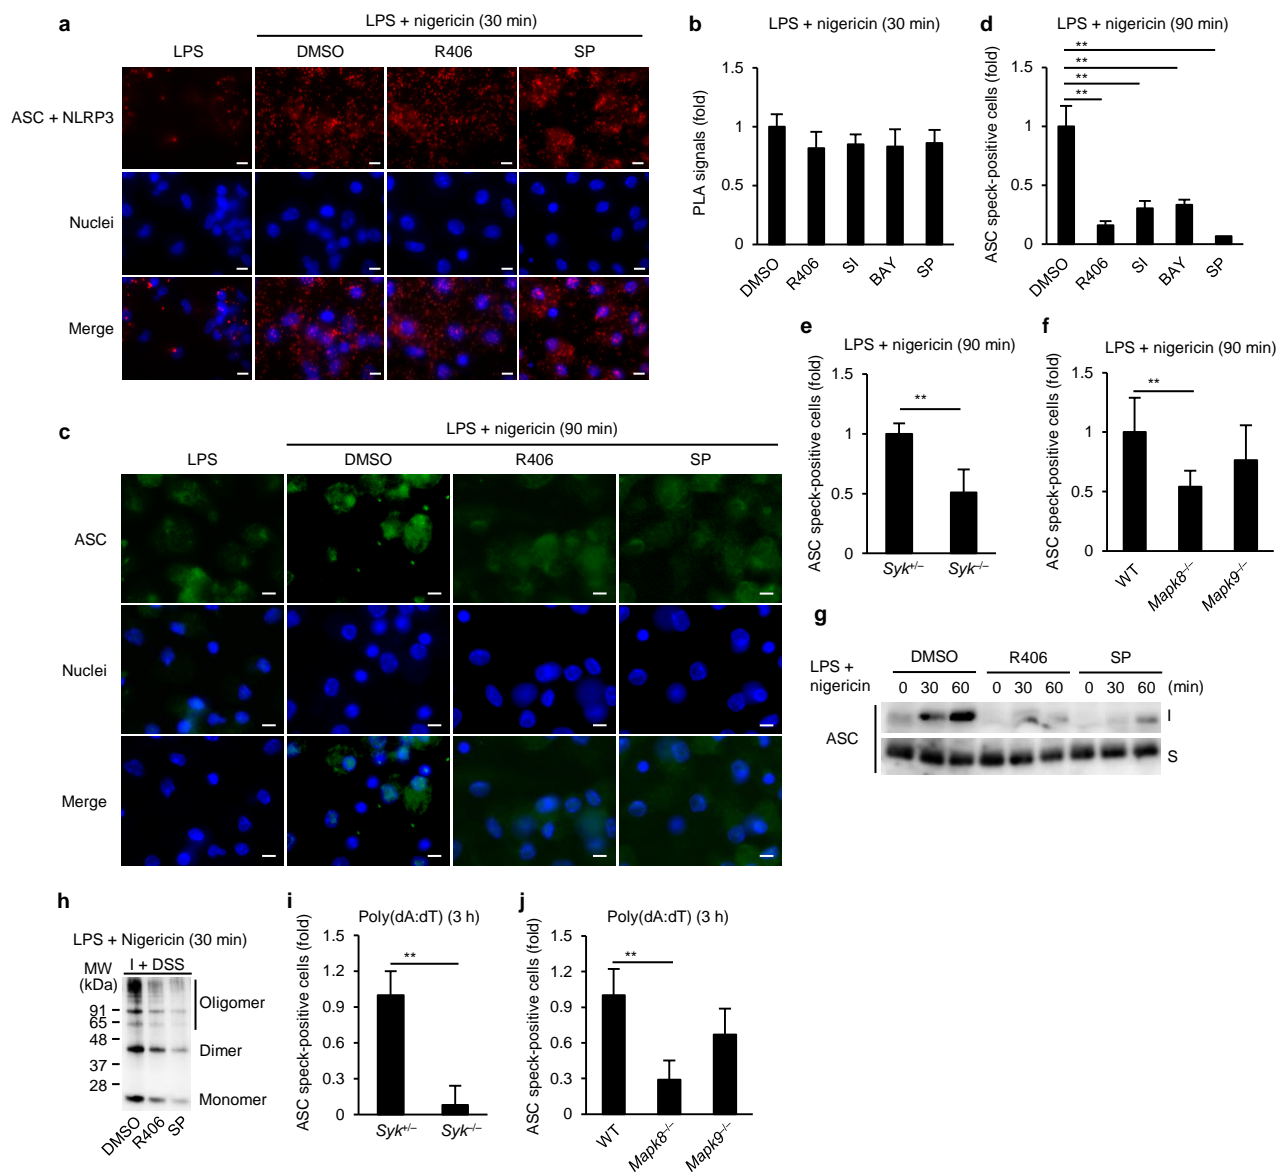 a
LPS + nigericin (30 min)
LPS
DMSO
R406
SP
ASC + NLRP3
Nuclei
Merge
b
LPS + nigericin (30 min)
PLA signals (fold)
1.5
1
0.5
0
DMSO
R406
SI
BAY
SP
d
LPS + nigericin (90 min)
ASC speck-positive cells (fold)
1.5
1
0.5
0
**
**
**
**
DMSO
R406
SI
BAY
SP
c
LPS + nigericin (90 min)
LPS
DMSO
R406
SP
ASC
Nuclei
Merge
e
LPS + nigericin (90 min)
ASC speck-positive cells (fold)
1.5
1
0.5
0
**
Syk+/–
Syk–/–
f
LPS + nigericin (90 min)
ASC speck-positive cells (fold)
1.5
1
0.5
0
**
WT
Mapk8–/–
Mapk9–/–
g
DMSO
R406
SP
LPS +
nigericin
0 30 60 0 30 60 0 30 60 (min)
ASC
I
S
h
LPS + Nigericin (30 min)
MW
(kDa)
I + DSS
91
65
48
37
28
Oligomer
Dimer
Monomer
DMSO
R406
SP
i
Poly(dA:dT) (3 h)
ASC speck-positive cells (fold)
1.5
1.2
0.9
0.6
0.3
0
**
Syk+/–
Syk–/–
j
Poly(dA:dT) (3 h)
ASC speck-positive cells (fold)
1.5
1.2
0.9
0.6
0.3
0
**
WT
Mapk8–/–
Mapk9–/–